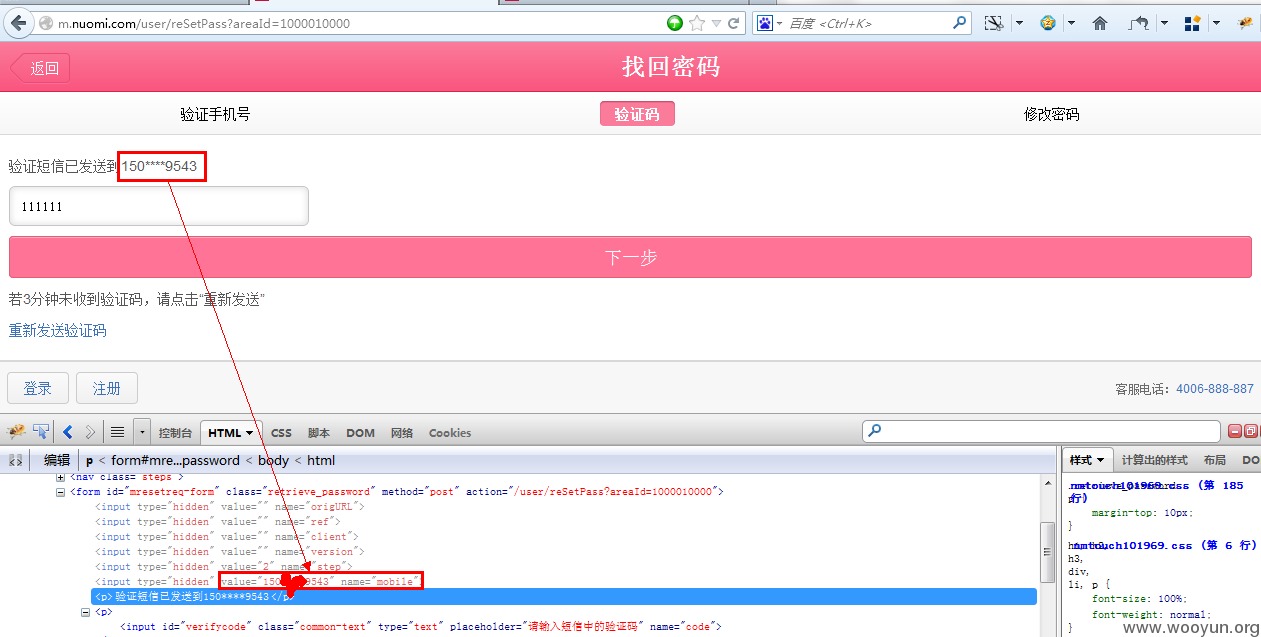 m.nuomi.com/user/reSetPass?areaId=1000010000
百度 <Ctrl+K>
返回
找回密码
验证手机号
验证码
修改密码
验证短信已发送到150****9543
111111
下一步
若3分钟未收到验证码，请点击“重新发送”
重新发送验证码
登录
注册
客服电话：4006-888-887
控制台
HTML
CSS
脚本
DOM
网络
Cookies
编辑
p < form#mre...password < body < html
样式
计算出的样式
布局
DO
<nav class="steps">
<form id="mresetreq-form" class="retrieve_password" method="post" action="/user/reSetPass?areaId=1000010000">
<input type="hidden" value="" name="origURL">
<input type="hidden" value="" name="ref">
<input type="hidden" value="" name="client">
<input type="hidden" value="" name="version">
<input type="hidden" value="2" name="step">
<input type="hidden" value="150 9543" name="mobile"
<p>验证短信已发送到150****9543</p>
<p>
<input id="verifycode" class="common-text" type="text" placeholder="请输入短信中的验证码" name="code">
101969.css (第 185
行)
p
margin-top: 10px;
}
touch101969.css (第 6 行)
h3,
div,
li, p {
font-size: 100%;
font-weight: normal;
}
www.wooyun.org